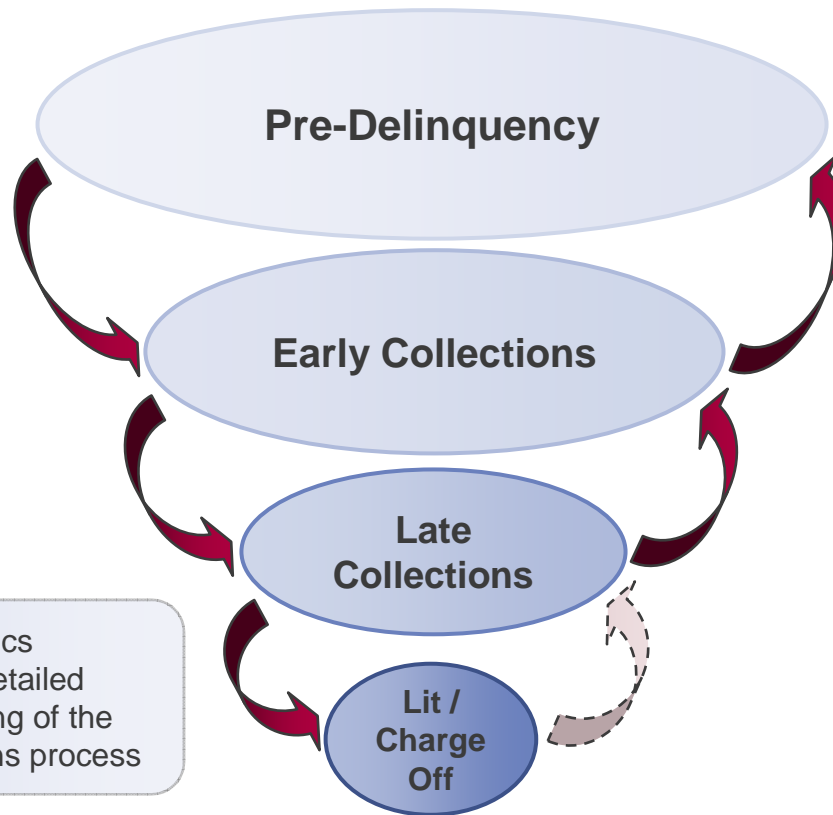 Pre-Delinquency
Early Collections
Late
Collections
Lit /
Charge
Off
ics
etailed
ng of the
ns process